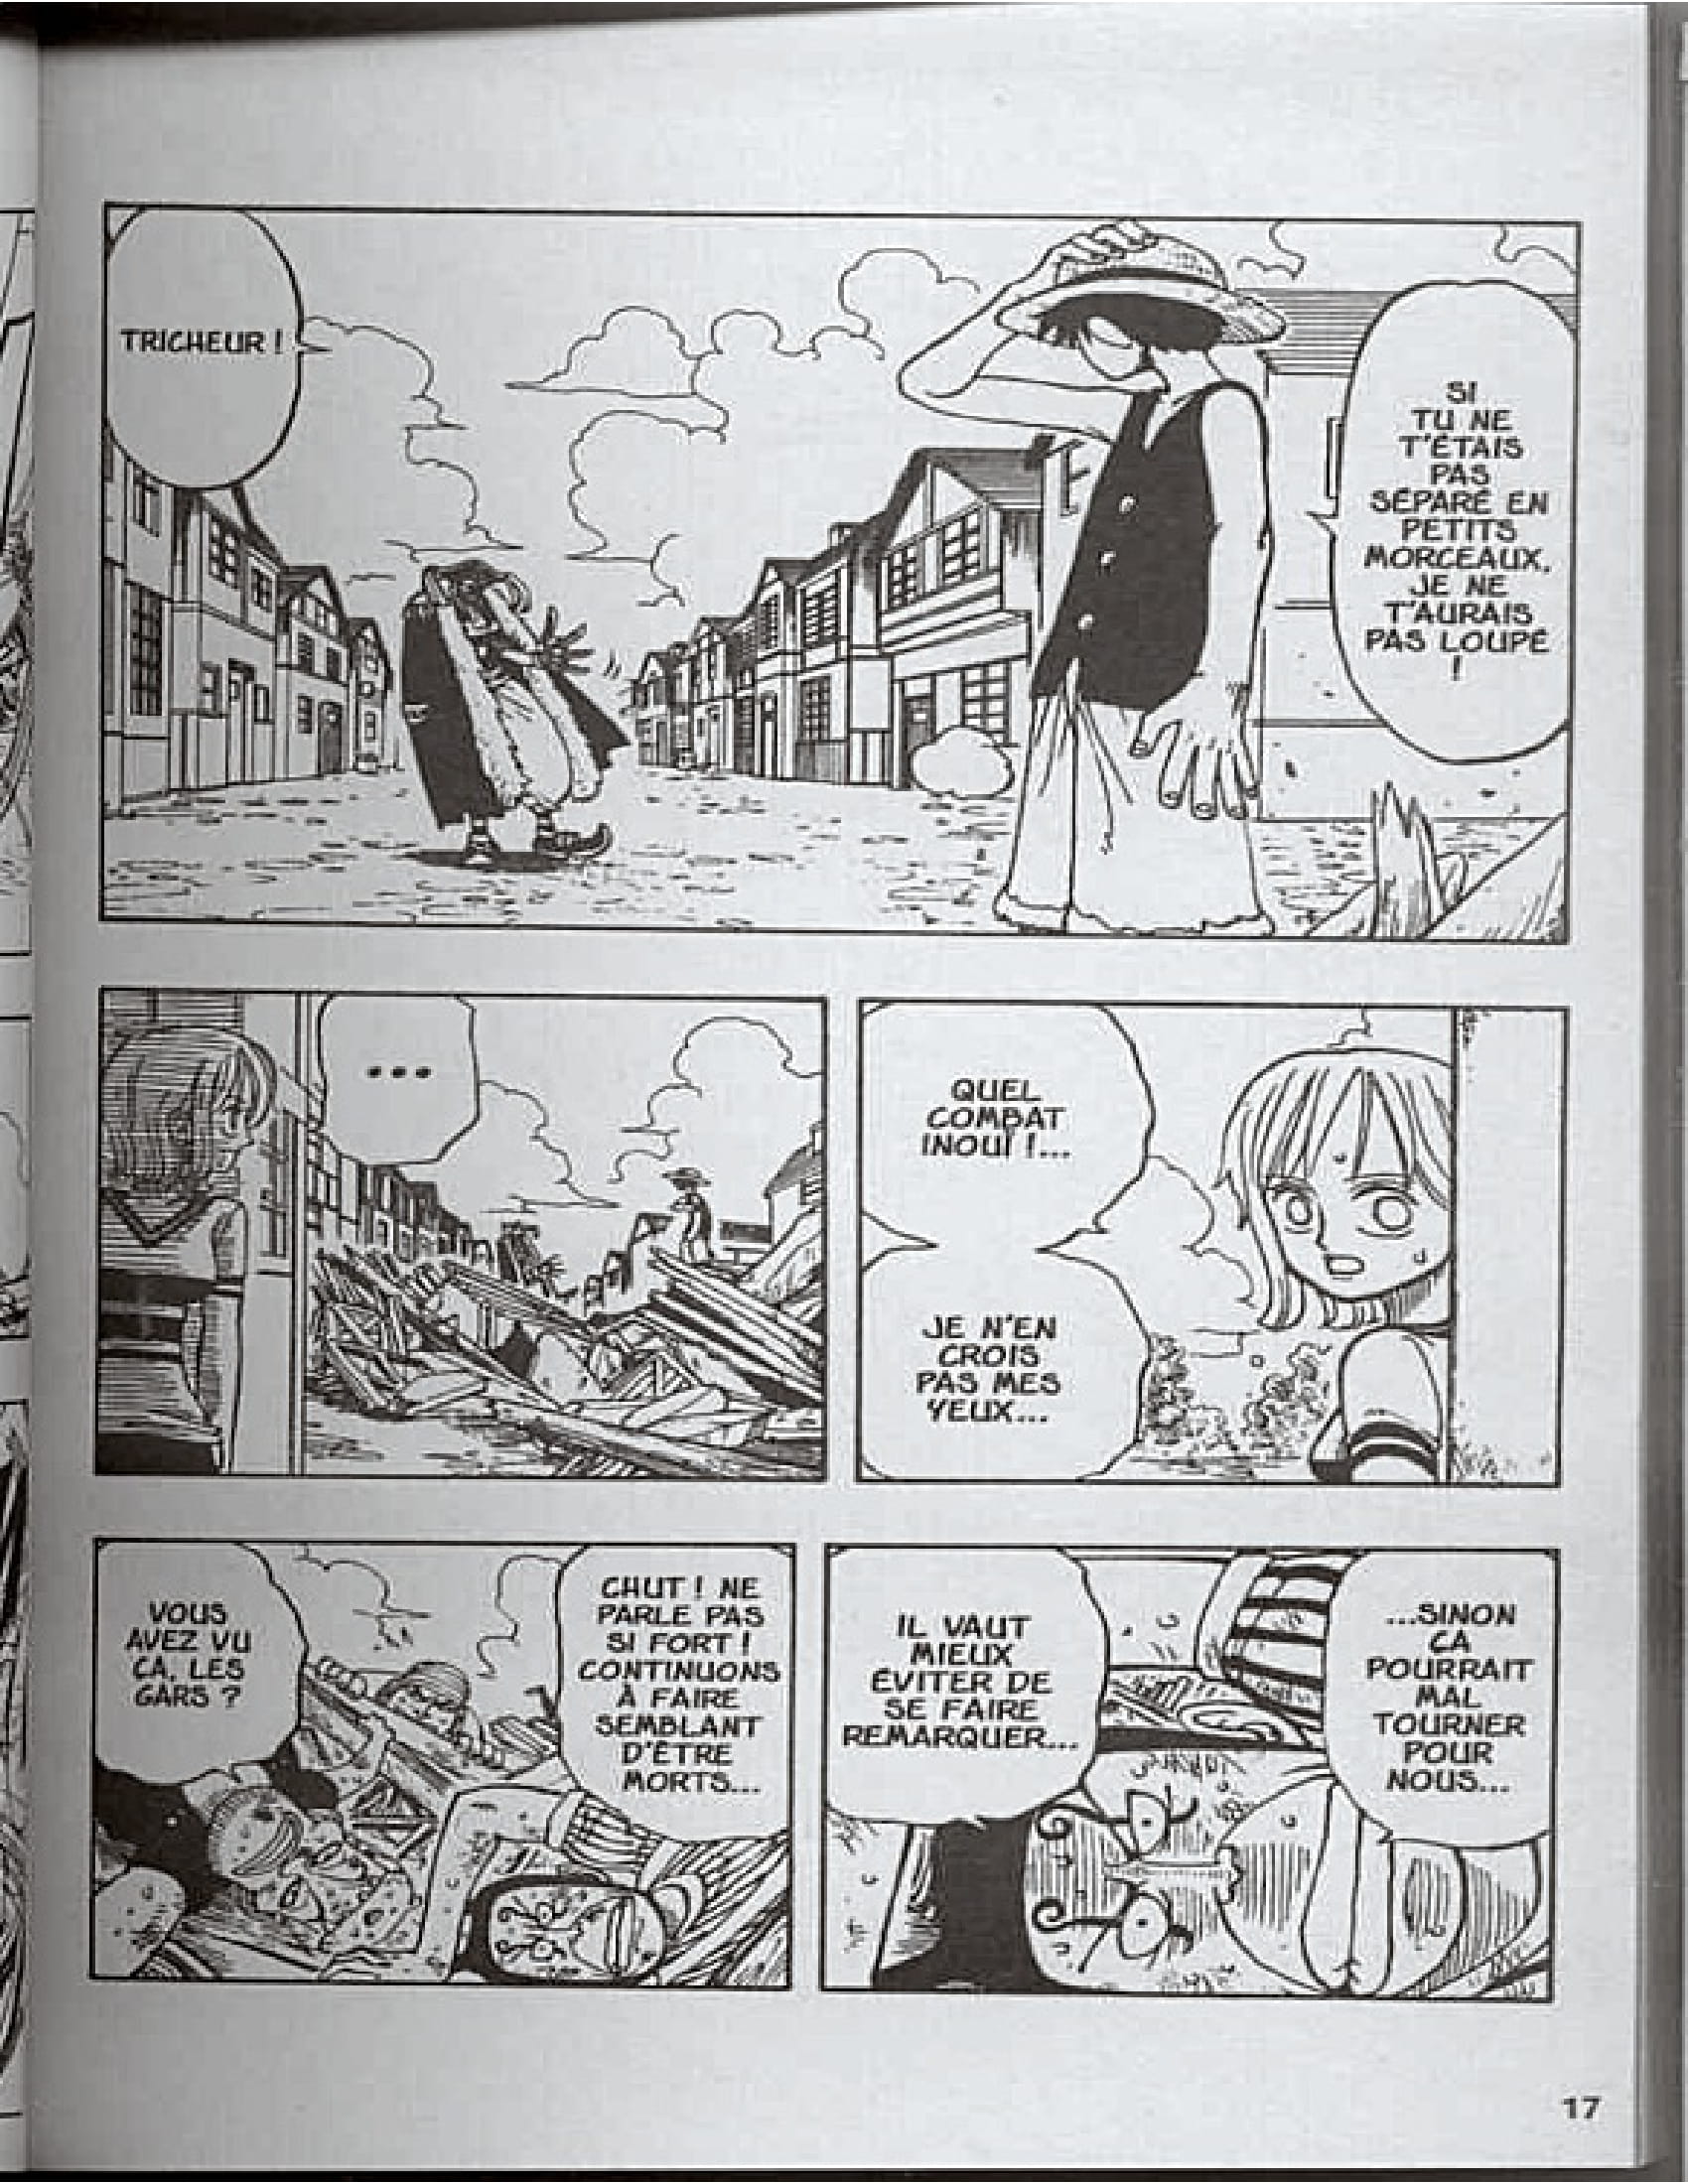 TRICHEUR !
SI
TU NE
T'ÉTAIS
PAS
SÉPARÉ EN
PETITS
MORCEAUX,
JE NE
T'AURAIS
PAS LOUPÉ
!
...
QUEL
COMBAT
INOUÏ !...
JE N'EN
CROIS
PAS MES
YEUX...
VOUS
AVEZ VU
ÇA, LES
GARS ?
CHUT ! NE
PARLE PAS
SI FORT !
CONTINUONS
À FAIRE
SEMBLANT
D'ÊTRE
MORTS...
IL VAUT
MIEUX
ÉVITER DE
SE FAIRE
REMARQUER...
...SINON
ÇA
POURRAIT
MAL
TOURNER
POUR
NOUS...
17